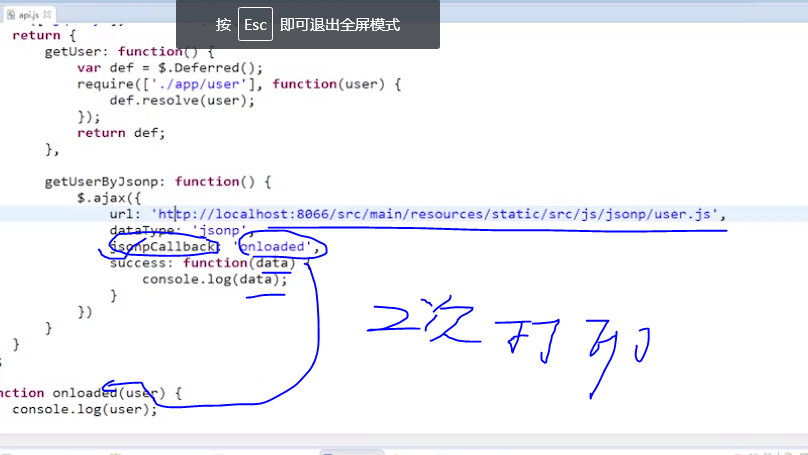 api.js
按 Esc 即可退出全屏模式
return {
getUser: function() {
var def = $.Deferred();
require(['./app/user'], function(user) {
def.resolve(user);
});
return def;
},
getUserByJsonp: function() {
$.ajax({
url: 'http://localhost:8066/src/main/resources/static/src/js/jsonp/user.js',
dataType: 'jsonp',
jsonpCallback: 'onloaded',
success: function(data) {
console.log(data);
}
})
}
}
2次打印
nction onloaded(user) {
console.log(user);